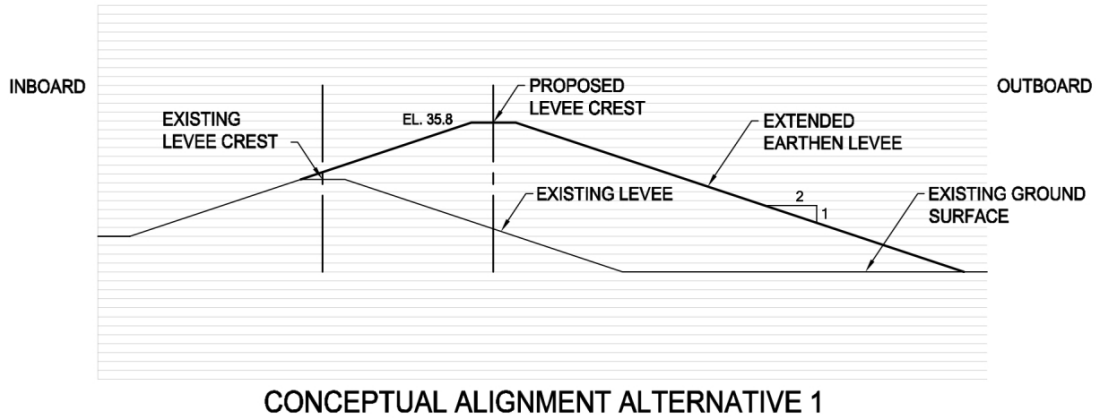 INBOARD
OUTBOARD
PROPOSED
LEVEE CREST
EXISTING
LEVEE CREST
EL. 35.8
EXTENDED
EARTHEN LEVEE
EXISTING LEVEE
2
1
EXISTING GROUND
SURFACE
CONCEPTUAL ALIGNMENT ALTERNATIVE 1